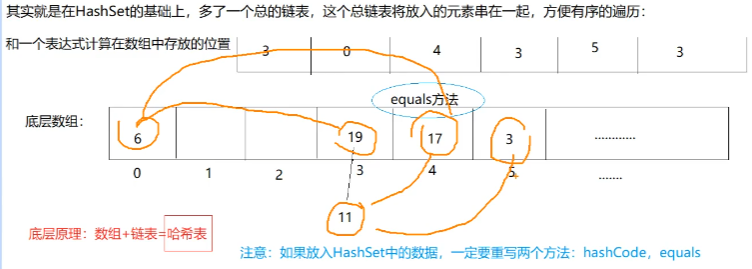 其实就是在HashSet的基础上，多了一个总的链表，这个总链表将放入的元素串在一起，方便有序的遍历：
和一个表达式计算在数组中存放的位置 3 0 4 3 5 3
equals方法
底层数组： 6 19 17 3 …………
0 1 2 3 4 5 …….
11
底层原理：数组+链表=哈希表
注意：如果放入HashSet中的数据，一定要重写两个方法：hashCode，equals